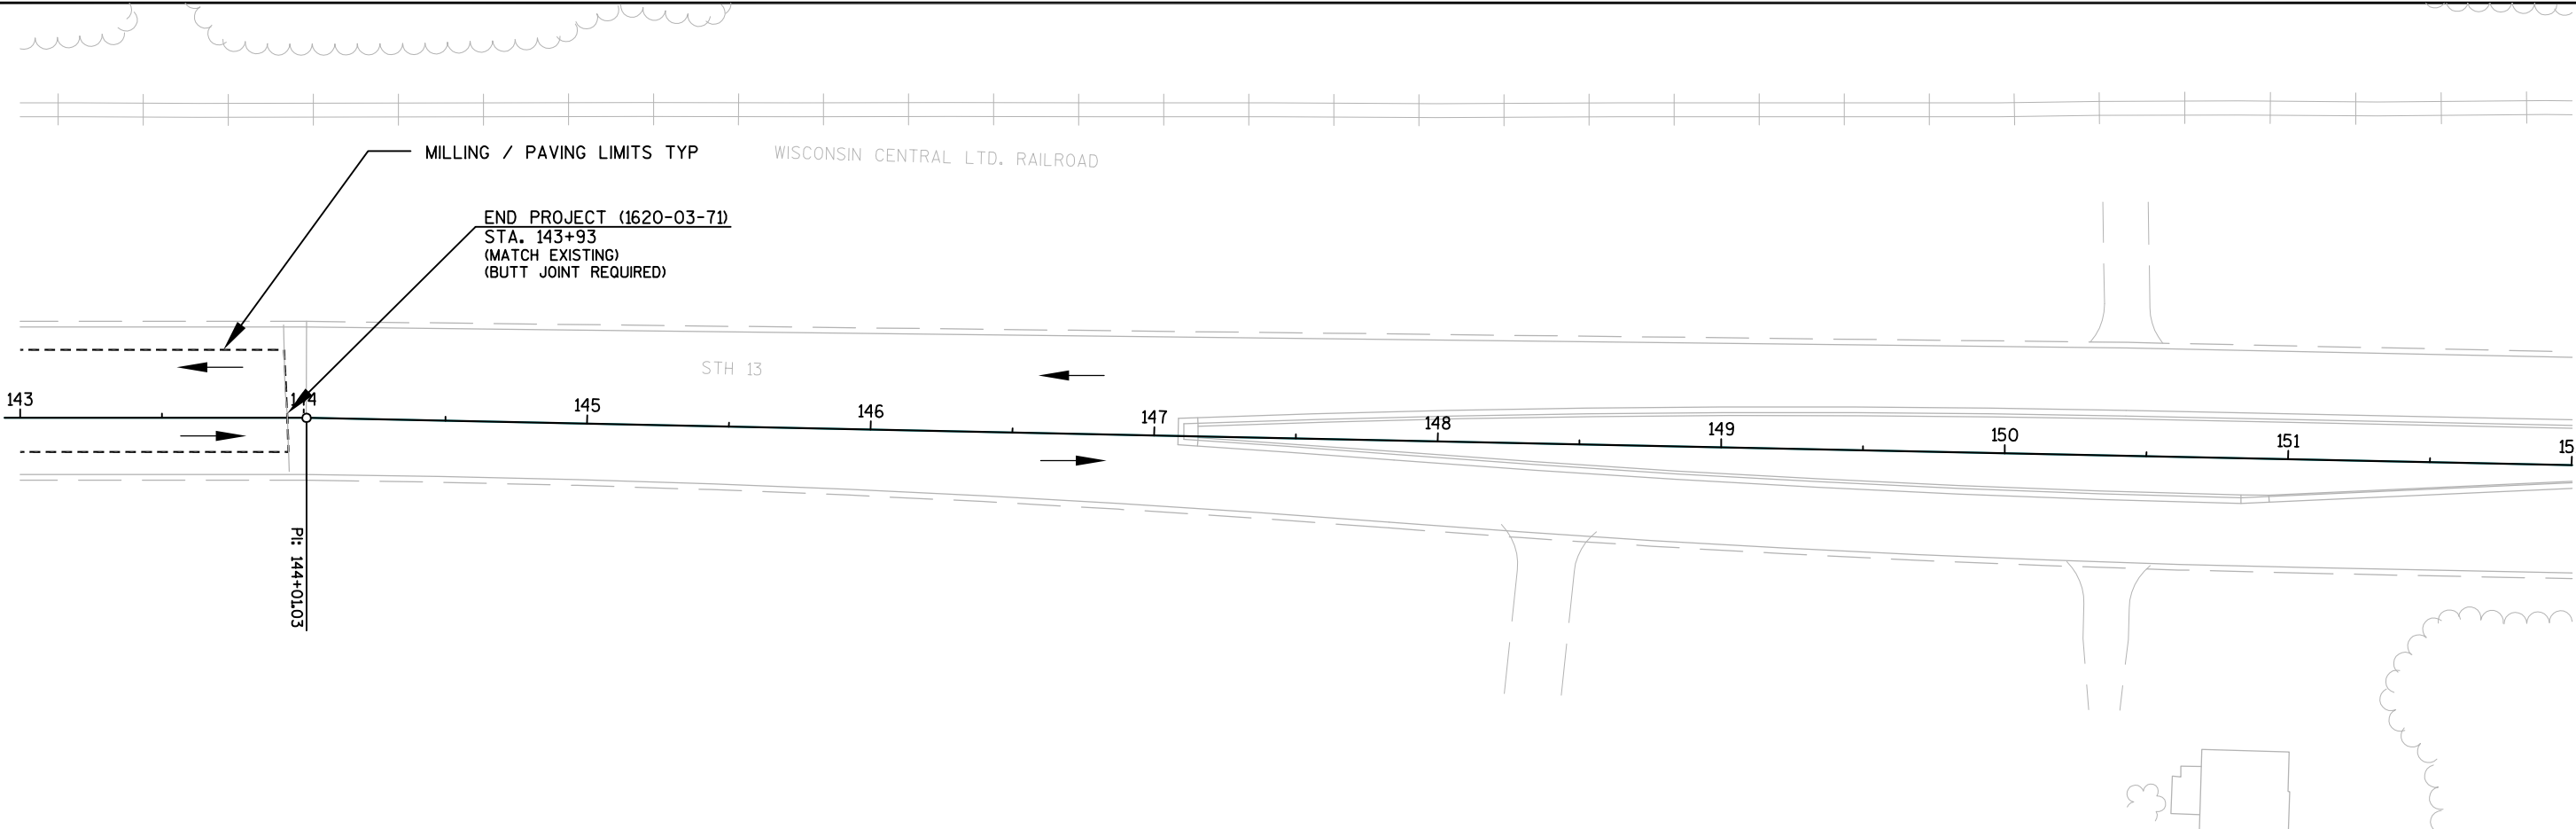 MILLING / PAVING LIMITS TYP
WISCONSIN CENTRAL LTD. RAILROAD
END PROJECT (1620-03-71)
STA. 143+93
(MATCH EXISTING)
(BUTT JOINT REQUIRED)
STH 13
143
144
145
146
147
148
149
150
151
15
PI: 144+01.03